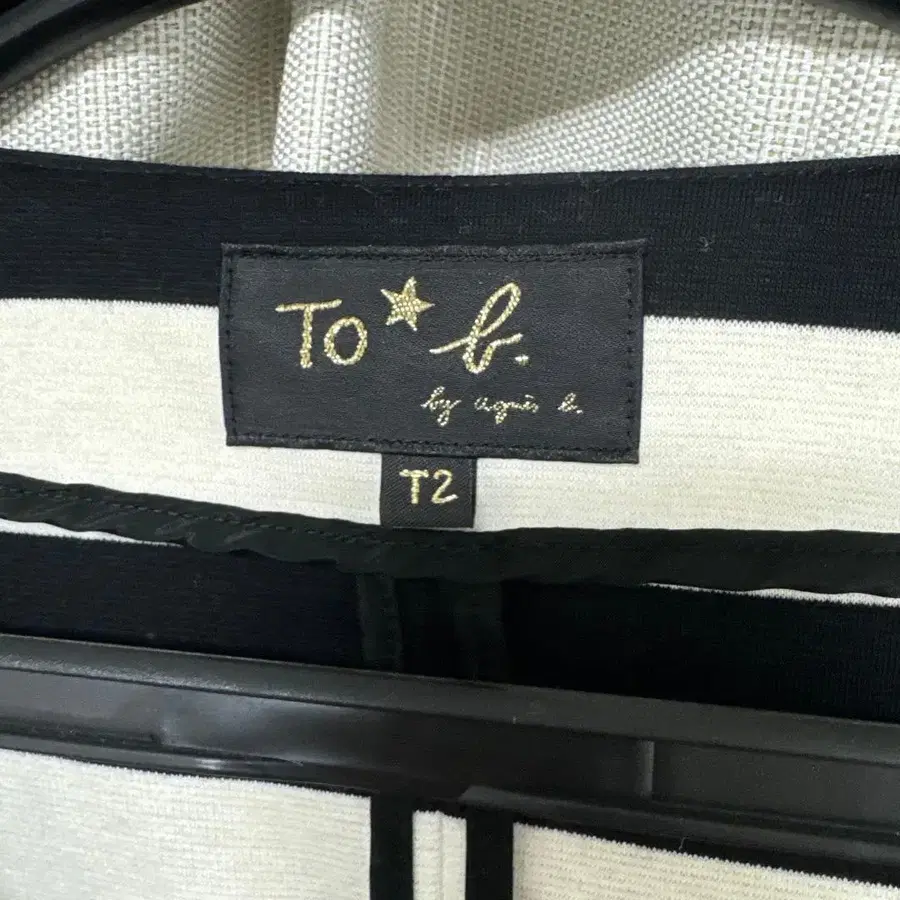 To★b.
by agnès b.
T2